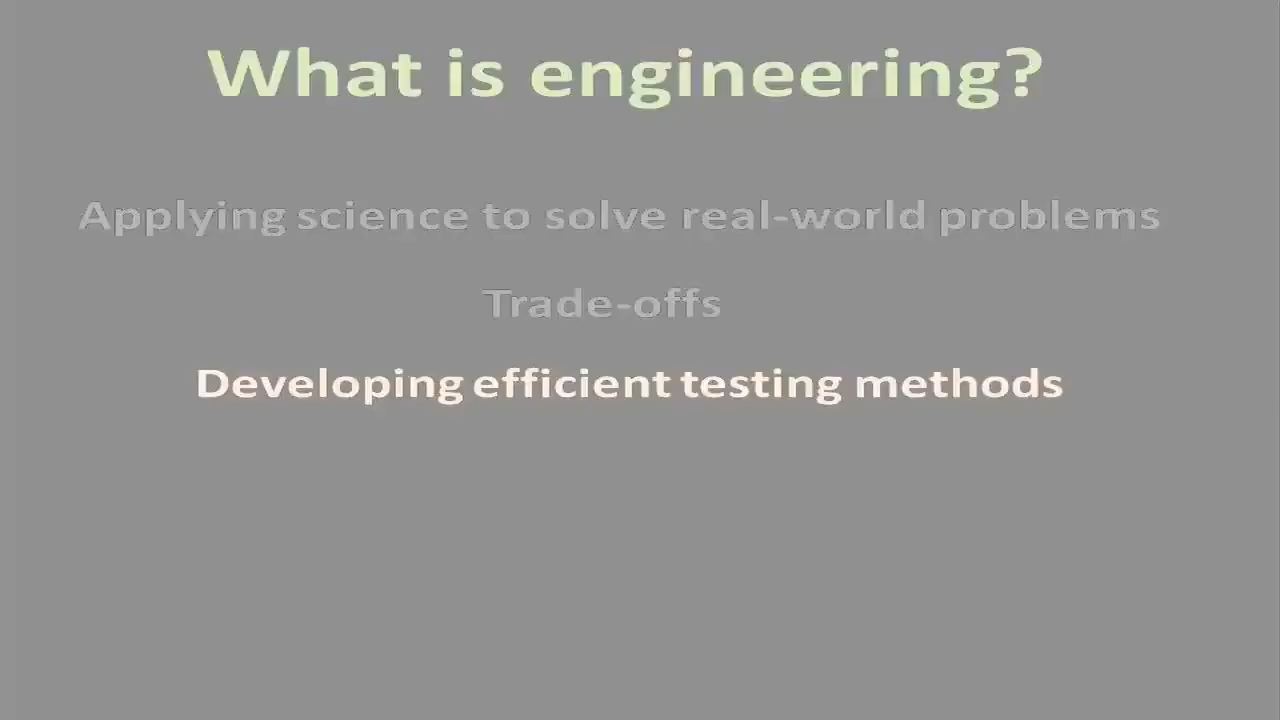 What is engineering?
Applying science to solve real-world problems
Trade-offs
Developing efficient testing methods